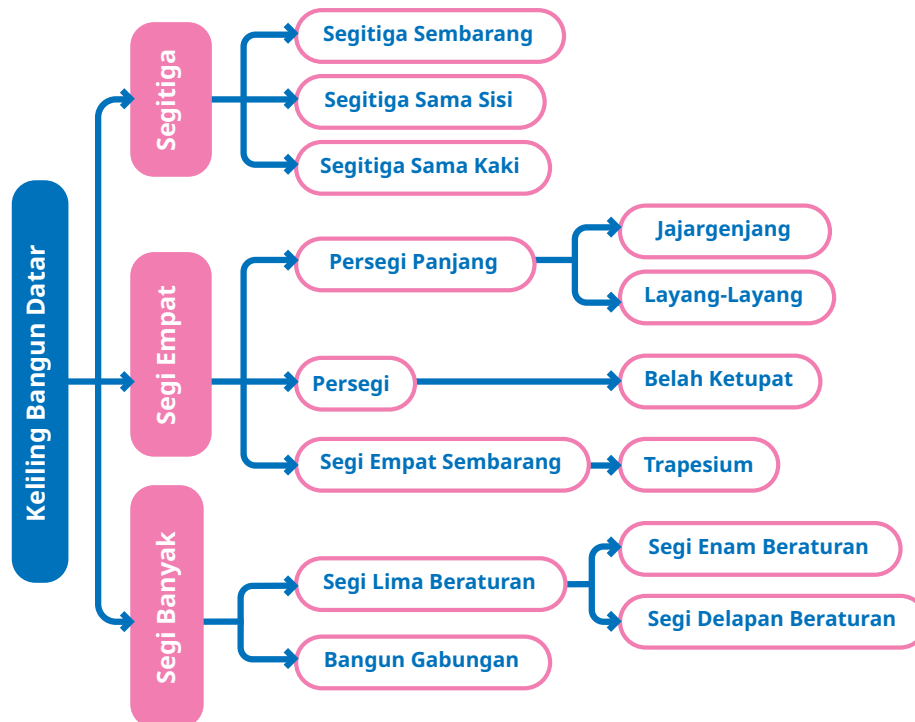 Keliling Bangun Datar
Segitiga
Segitiga Sembarang
Segitiga Sama Sisi
Segitiga Sama Kaki
Segi Empat
Persegi Panjang
Jajargenjang
Layang-Layang
Persegi
Belah Ketupat
Segi Empat Sembarang
Trapesium
Segi Banyak
Segi Lima Beraturan
Segi Enam Beraturan
Segi Delapan Beraturan
Bangun Gabungan